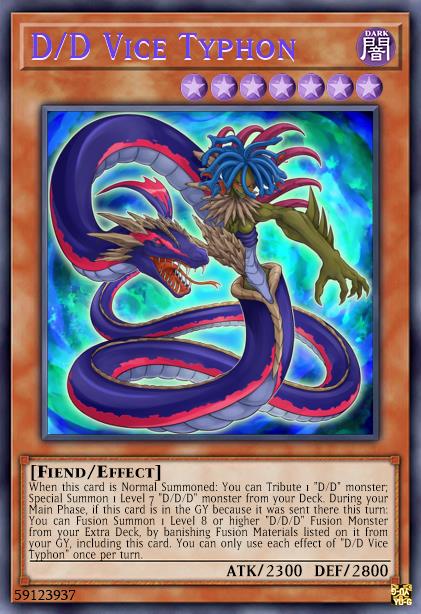 D/D Vice Typhon
DARK
闇
[Fiend/Effect]
When this card is Normal Summoned: You can Tribute 1 "D/D" monster;
Special Summon 1 Level 7 "D/D/D" monster from your Deck. During your
Main Phase, if this card is in the GY because it was sent there this turn:
You can Fusion Summon 1 Level 8 or higher "D/D/D" Fusion Monster
from your Extra Deck, by banishing Fusion Materials listed on it from
your GY, including this card. You can only use each effect of "D/D Vice
Typhon" once per turn.
ATK/2300 DEF/2800
59123937